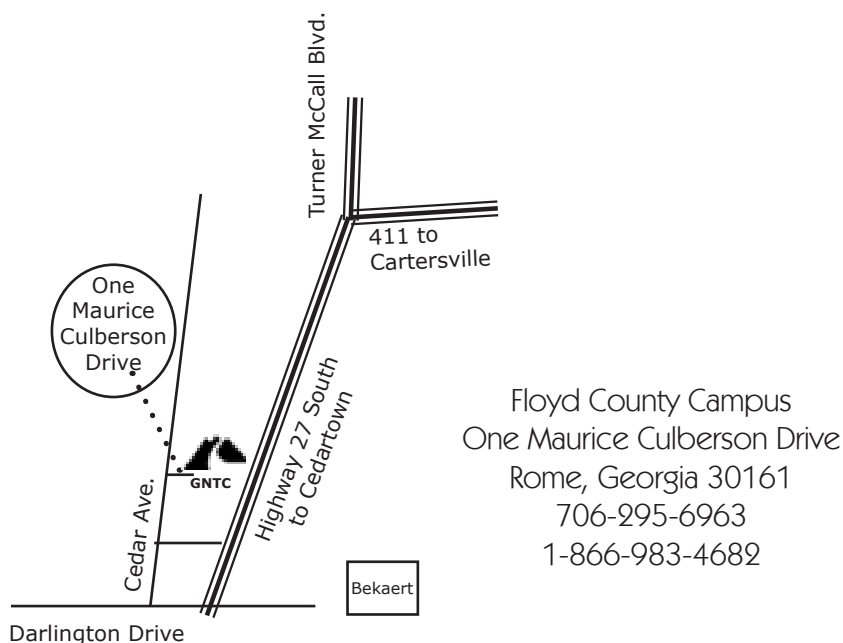 Turner McCall Blvd.
411 to
Cartersville
One
Maurice
Culberson
Drive
Highway 27 South
to Cedartown
GNTC
Cedar Ave.
Bekaert
Darlington Drive
Floyd County Campus
One Maurice Culberson Drive
Rome, Georgia 30161
706-295-6963
1-866-983-4682